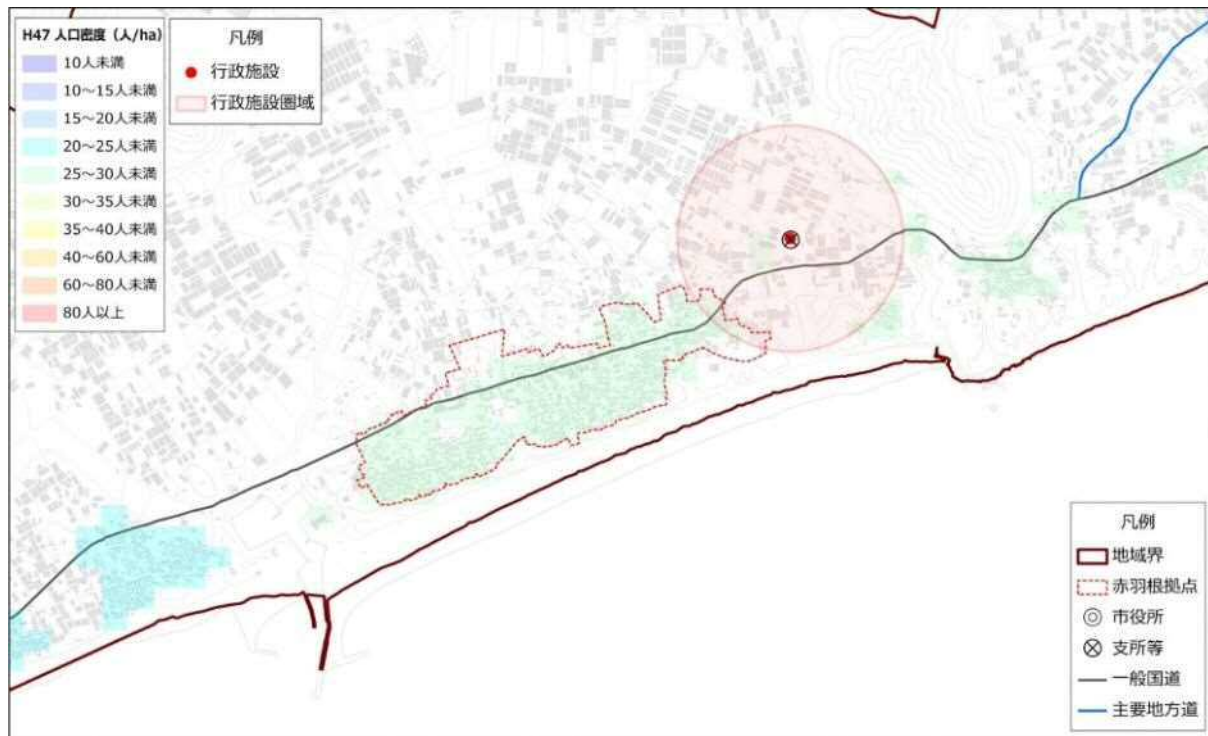 H47 人口密度（人/ha）
10人未満
10～15人未満
15～20人未満
20～25人未満
25～30人未満
30～35人未満
35～40人未満
40～60人未満
60～80人未満
80人以上
凡例
行政施設
行政施設圏域
凡例
地域界
赤羽根拠点
市役所
支所等
一般国道
主要地方道